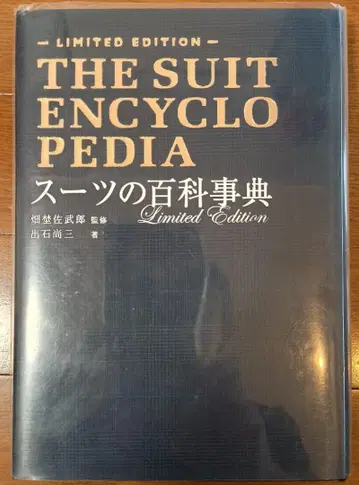 — LIMITED EDITION —
THE SUIT
ENCYCLO
PEDIA
スーツの百科事典
Limited Edition
畑埜佐武郎 監修
出石尚三 著